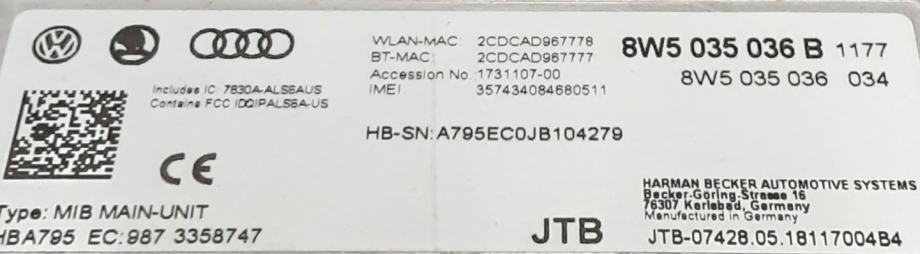 WLAN-MAC: 2CDCAD967778
BT-MAC: 2CDCAD967777
Accession No. 1731107-00
IMEI: 357434084680511
8W5 035 036 B 1177
8W5 035 036 034
Includes IC: 7830A-ALS6AUS
Contains FCC ID:QIPALS6A-US
HB-SN: A795EC0JB104279
CE
Type: MIB MAIN-UNIT
HBA795 EC: 987 3358747
JTB
HARMAN BECKER AUTOMOTIVE SYSTEMS
Becker-Göring-Strasse 16
76307 Karlsbad, Germany
Manufactured in Germany
JTB-07428.05.18117004B4